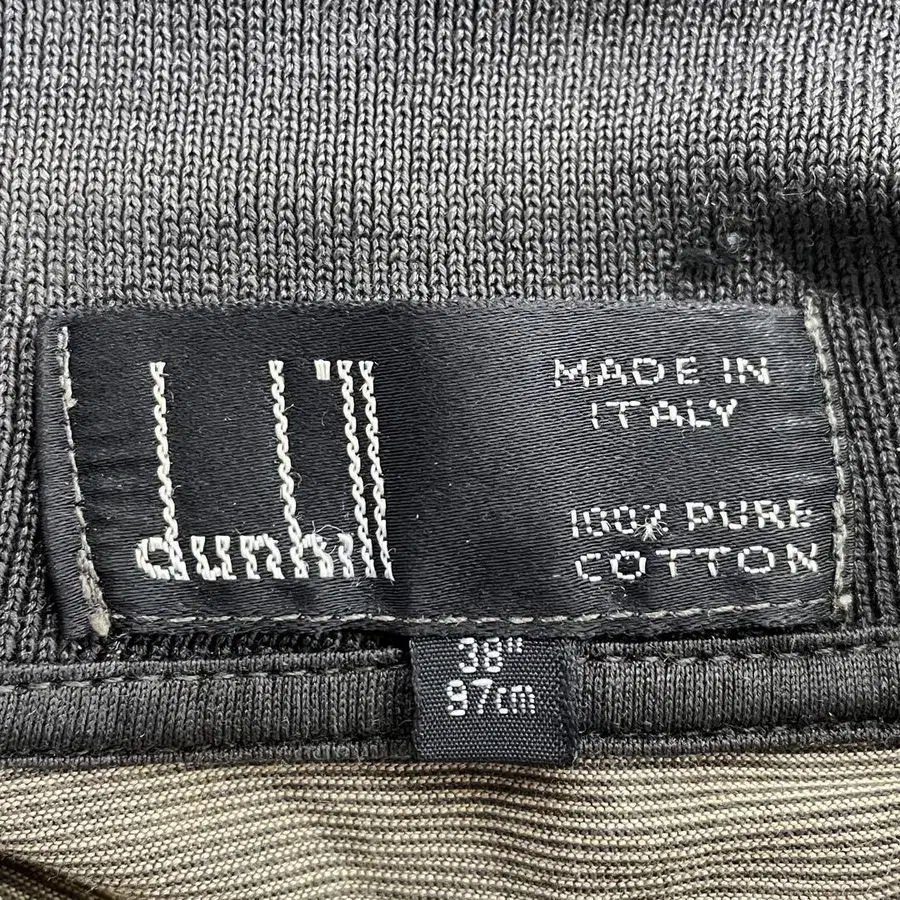 dunhill
MADE IN
ITALY
100% PURE
COTTON
38"
97cm